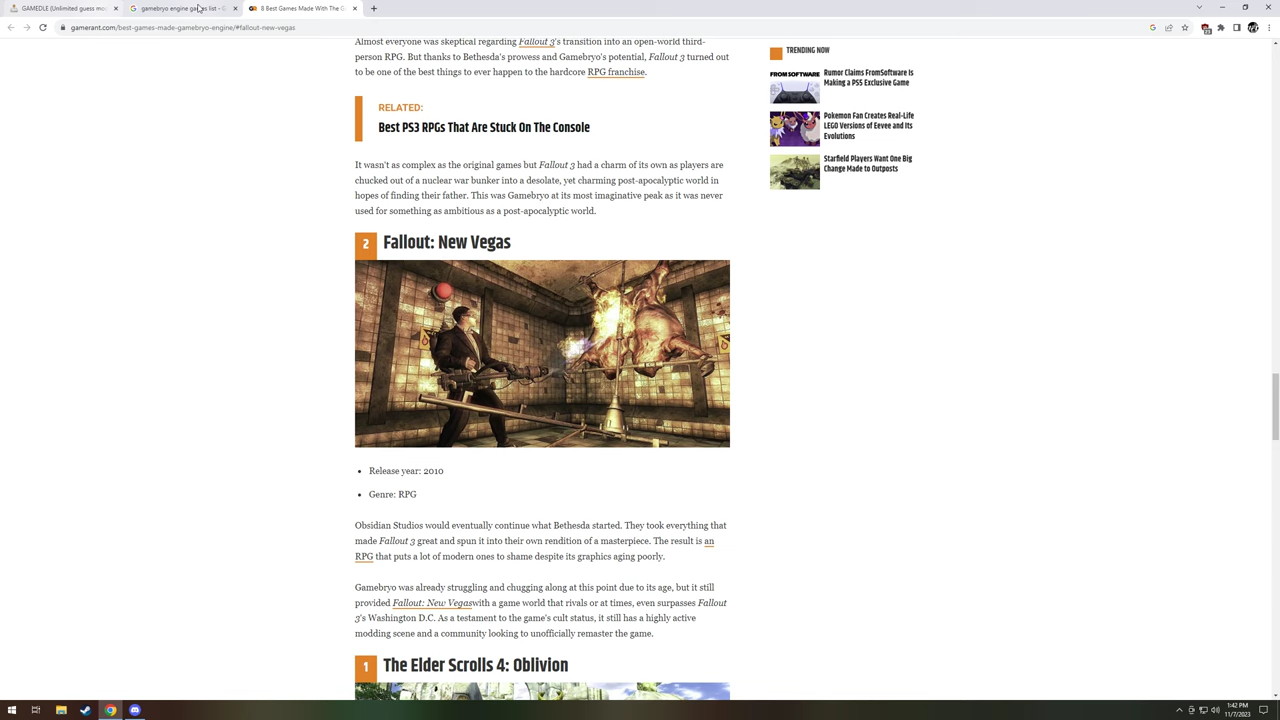 GAMEDLE (Unlimited guess mo
gamebryo engine games list - G
8 Best Games Made With The G
gamerant.com/best-games-made-gamebryo-engine/#fallout-new-vegas
23
Almost everyone was skeptical regarding Fallout 3's transition into an open-world third-
person RPG. But thanks to Bethesda's prowess and Gamebryo's potential, Fallout 3 turned out
to be one of the best things to ever happen to the hardcore RPG franchise.
RELATED:
Best PS3 RPGs That Are Stuck On The Console
It wasn't as complex as the original games but Fallout 3 had a charm of its own as players are
chucked out of a nuclear war bunker into a desolate, yet charming post-apocalyptic world in
hopes of finding their father. This was Gamebryo at its most imaginative peak as it was never
used for something as ambitious as a post-apocalyptic world.
2 Fallout: New Vegas
• Release year: 2010
• Genre: RPG
Obsidian Studios would eventually continue what Bethesda started. They took everything that
made Fallout 3 great and spun it into their own rendition of a masterpiece. The result is an
RPG that puts a lot of modern ones to shame despite its graphics aging poorly.
Gamebryo was already struggling and chugging along at this point due to its age, but it still
provided Fallout: New Vegaswith a game world that rivals or at times, even surpasses Fallout
3's Washington D.C. As a testament to the game's cult status, it still has a highly active
modding scene and a community looking to unofficially remaster the game.
1 The Elder Scrolls 4: Oblivion
TRENDING NOW
FROMSOFTWARE
Rumor Claims FromSoftware Is
Making a PS5 Exclusive Game
Pokemon Fan Creates Real-Life
LEGO Versions of Eevee and Its
Evolutions
Starfield Players Want One Big
Change Made to Outposts
1:42 PM
11/7/2023